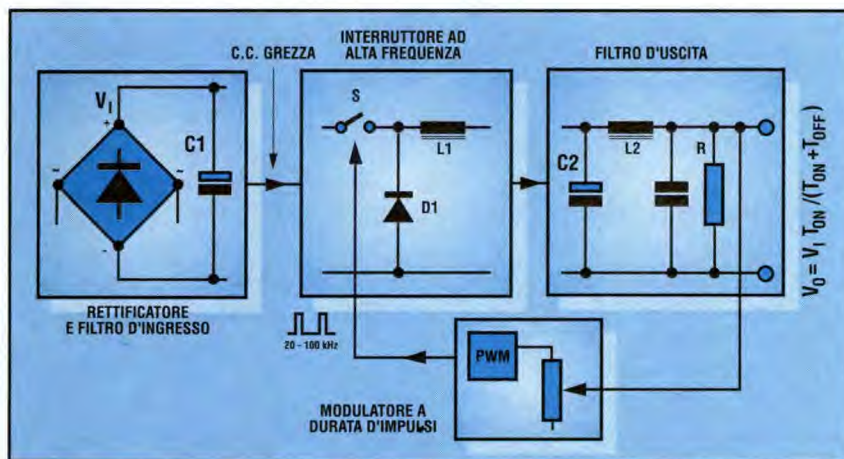 INTERRUTTORE AD
ALTA FREQUENZA
C.C. GREZZA
FILTRO D'USCITA
V_I
+
~
~
-
C1
S
L1
D1
C2
L2
R
V_O = V_I T_ON /(T_ON + T_OFF)
RETTIFICATORE
E FILTRO D'INGRESSO
20 - 100 kHz
PWM
MODULATORE A
DURATA D'IMPULSI